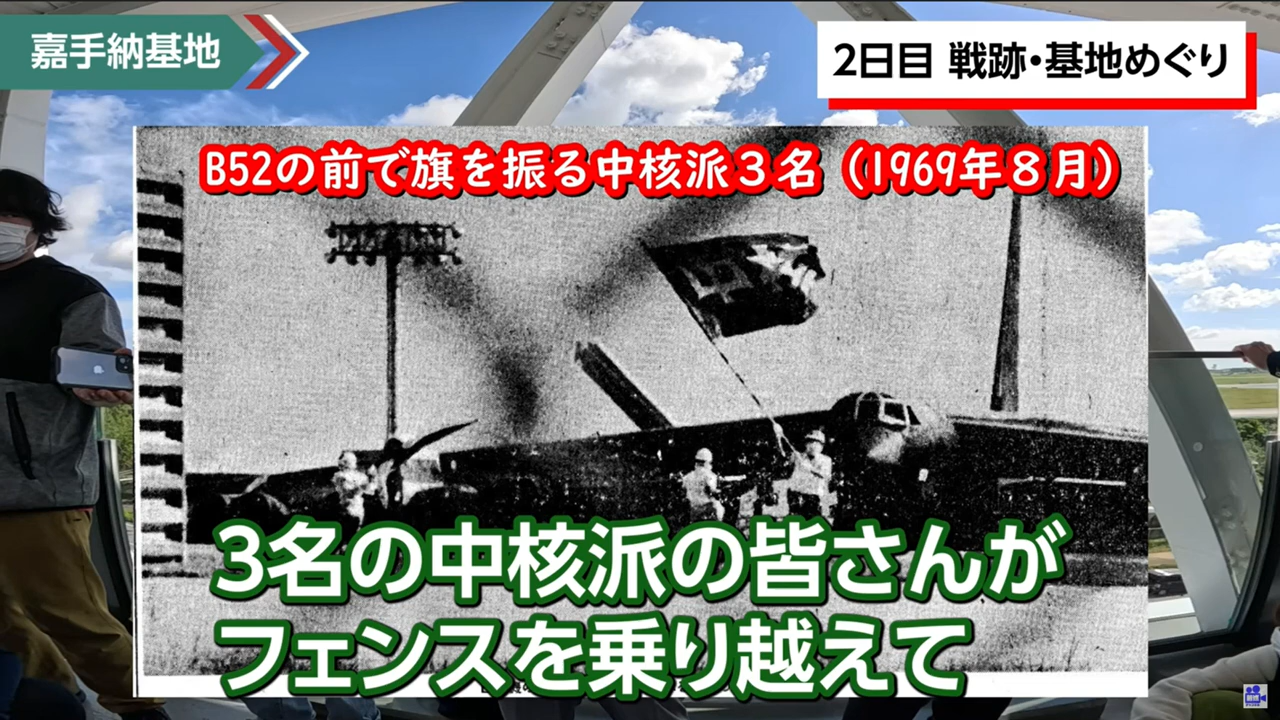 嘉手納基地
2日目 戦跡・基地めぐり
B52の前で旗を振る中核派3名（1969年8月）
3名の中核派の皆さんが
フェンスを乗り越えて